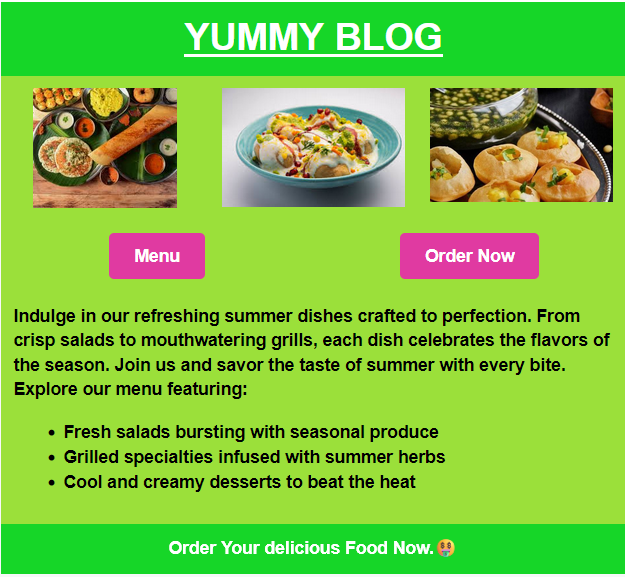 YUMMY BLOG
Menu
Order Now
Indulge in our refreshing summer dishes crafted to perfection. From
crisp salads to mouthwatering grills, each dish celebrates the flavors of
the season. Join us and savor the taste of summer with every bite.
Explore our menu featuring:
• Fresh salads bursting with seasonal produce
• Grilled specialties infused with summer herbs
• Cool and creamy desserts to beat the heat
Order Your delicious Food Now.🤑